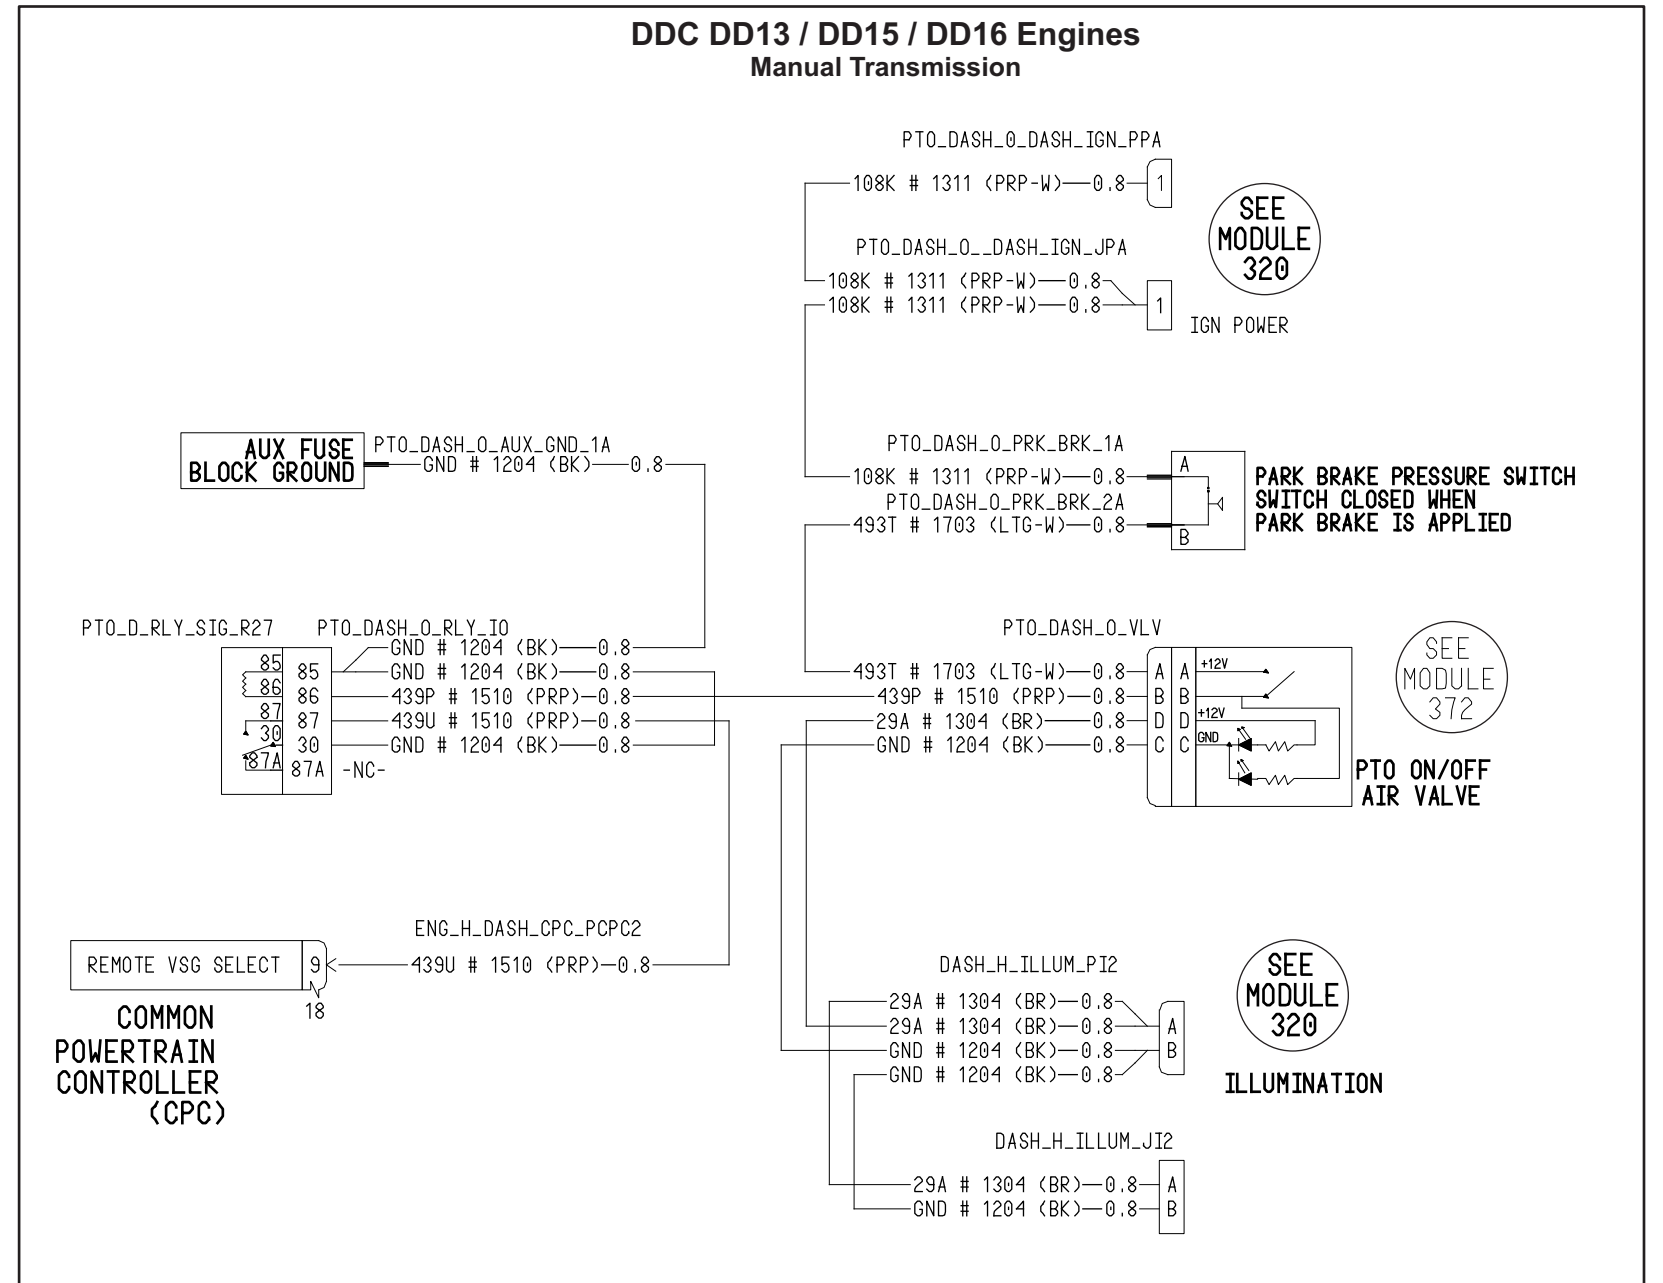 DDC DD13 / DD15 / DD16 Engines
Manual Transmission
PTO_DASH_0_DASH_IGN_PPA
108K # 1311 (PRP-W) 0.8 1
SEE
MODULE
320
PTO_DASH_O__DASH_IGN_JPA
108K # 1311 (PRP-W) 0.8
108K # 1311 (PRP-W) 0.8 1
IGN POWER
AUX FUSE
BLOCK GROUND
PTO_DASH_O_AUX_GND_1A
GND # 1204 (BK) 0.8
PTO_DASH_O_PRK_BRK_1A
108K # 1311 (PRP-W) 0.8 A
PTO_DASH_O_PRK_BRK_2A
493T # 1703 (LTG-W) 0.8 B
PARK BRAKE PRESSURE SWITCH
SWITCH CLOSED WHEN
PARK BRAKE IS APPLIED
PTO_D_RLY_SIG_R27
PTO_DASH_O_RLY_IO
GND # 1204 (BK) 0.8
85 85 GND # 1204 (BK) 0.8
86 86 439P # 1510 (PRP) 0.8
87 87 439U # 1510 (PRP) 0.8
30 30 GND # 1204 (BK) 0.8
87A 87A -NC-
PTO_DASH_O_VLV
493T # 1703 (LTG-W) 0.8 A A +12V
439P # 1510 (PRP) 0.8 B B
29A # 1304 (BR) 0.8 D D +12V
GND # 1204 (BK) 0.8 C C GND
SEE
MODULE
372
PTO ON/OFF
AIR VALVE
ENG_H_DASH_CPC_PCPC2
REMOTE VSG SELECT 9 439U # 1510 (PRP) 0.8
18
COMMON
POWERTRAIN
CONTROLLER
(CPC)
DASH_H_ILLUM_PI2
29A # 1304 (BR) 0.8
29A # 1304 (BR) 0.8 A
GND # 1204 (BK) 0.8 B
GND # 1204 (BK) 0.8
SEE
MODULE
320
ILLUMINATION
DASH_H_ILLUM_JI2
29A # 1304 (BR) 0.8 A
GND # 1204 (BK) 0.8 B